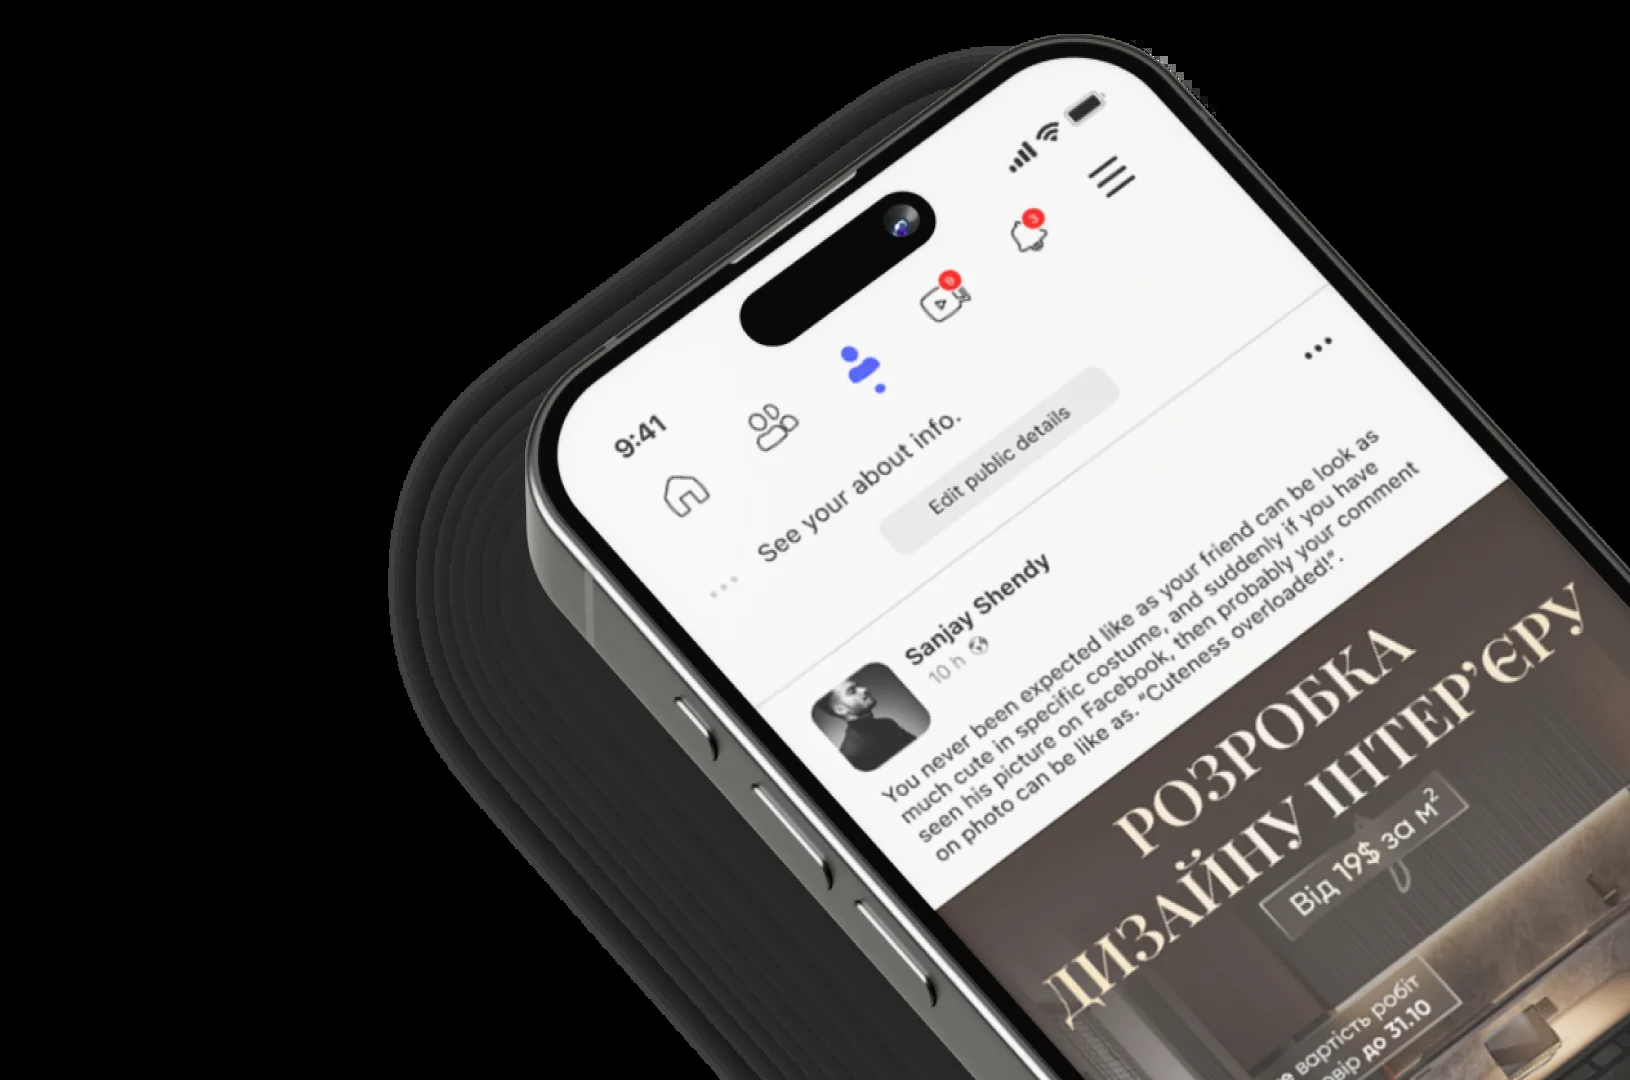 9:41
3
See your about info.
Edit public details
Sanjay Shendy
10 h
You never been expected like as your friend can be look as
much cute in specific costume, and suddenly if you have
seen his picture on Facebook, then probably your comment
on photo can be like as. “Cuteness overloaded!”.
РОЗРОБКА
ДИЗАЙНУ ІНТЕР’ЄРУ
Від 19$ за м²
вартість робіт
до 31.10